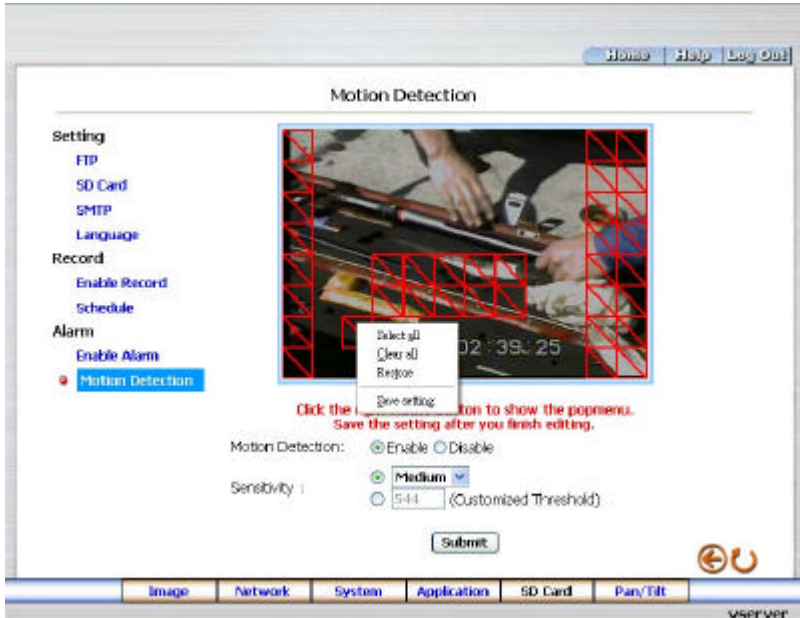 Home Help Log Out
Motion Detection
Setting
FTP
SD Card
SMTP
Language
Record
Enable Record
Schedule
Alarm
Enable Alarm
Motion Detection
Select all
Clear all
Restore
Save setting
02:39:25
Click the button to show the popmenu.
Save the setting after you finish editing.
Motion Detection: Enable Disable
Sensitivity : Medium
544 (Customized Threshold)
Submit
Image Network System Application SD Card Pan/Tilt
vserver